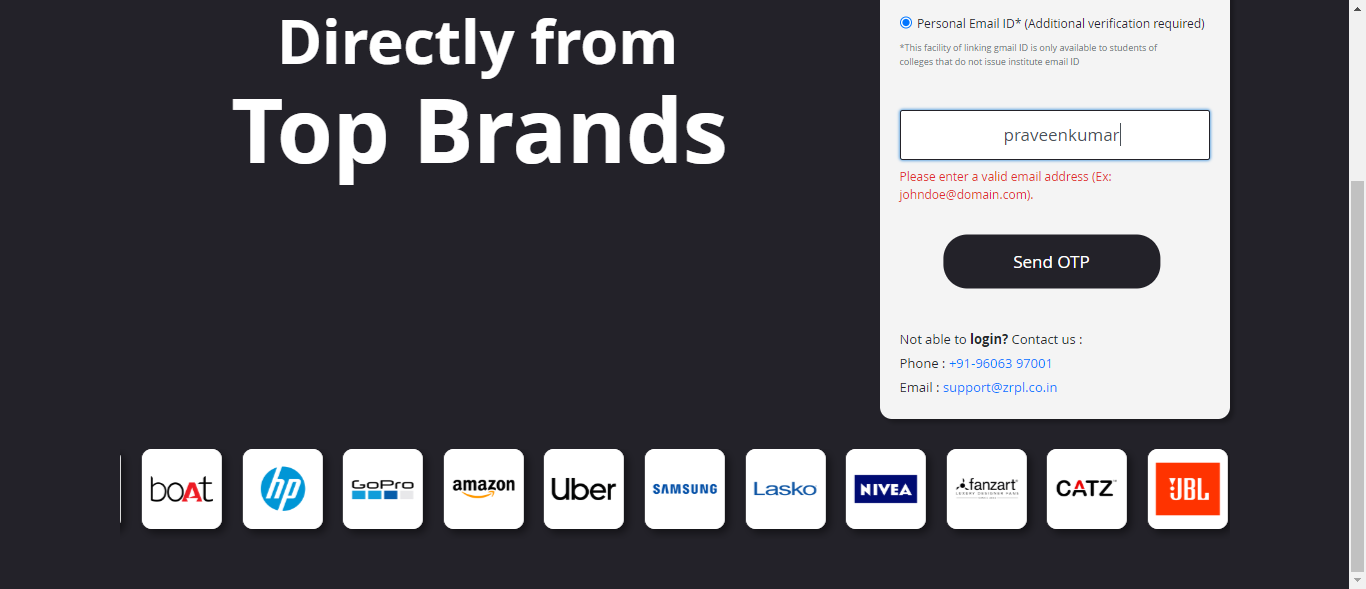 Directly from
Top Brands
Personal Email ID* (Additional verification required)
*This facility of linking gmail ID is only available to students of
colleges that do not issue institute email ID
praveenkumar
Please enter a valid email address (Ex:
johndoe@domain.com).
Send OTP
Not able to login? Contact us :
Phone : +91-96063 97001
Email : support@zrpl.co.in
boAt
hp
GoPro
amazon
Uber
SAMSUNG
Lasko
NIVEA
fanzart
LUXURY DESIGNER FANS
CATZ
JBL